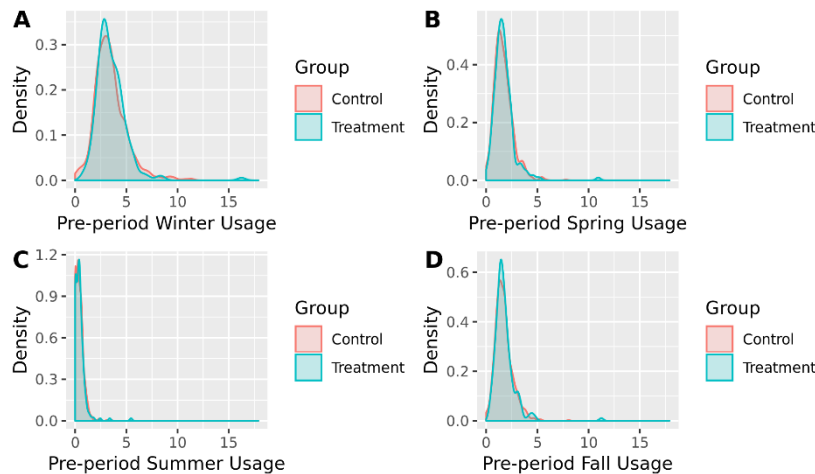 A
Density
0.3
0.2
0.1
0.0
0 5 10 15
Pre-period Winter Usage
Group
Control
Treatment
B
Density
0.4
0.2
0.0
0 5 10 15
Pre-period Spring Usage
Group
Control
Treatment
C
Density
1.2
0.9
0.6
0.3
0.0
0 5 10 15
Pre-period Summer Usage
Group
Control
Treatment
D
Density
0.6
0.4
0.2
0.0
0 5 10 15
Pre-period Fall Usage
Group
Control
Treatment